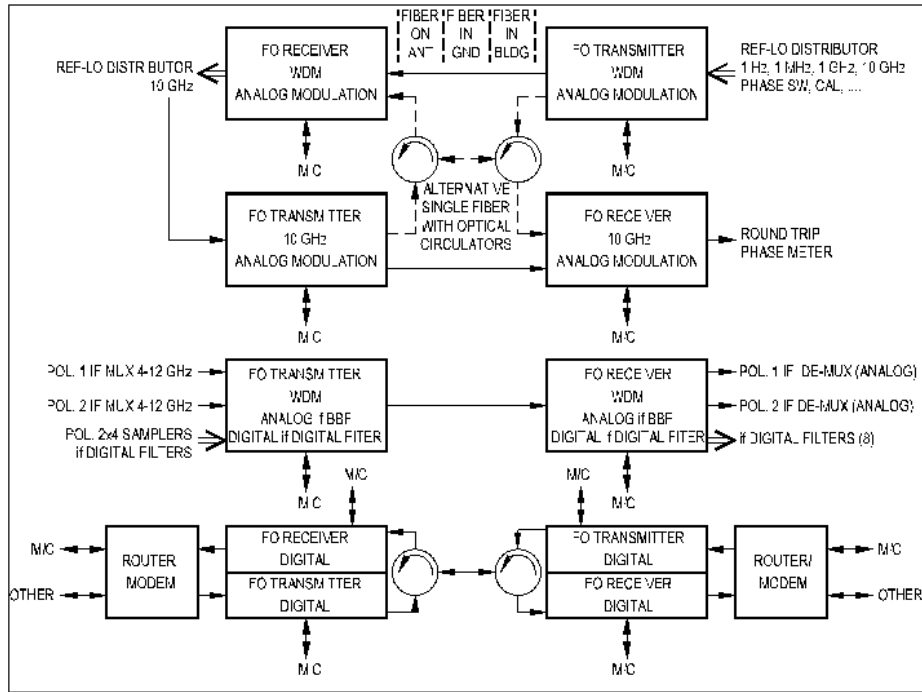 FIBER
ON
ANT
FIBER
IN
GND
FIBER
IN
BLDG
FO RECEIVER
WDM
ANALOG MODULATION
FO TRANSMITTER
WDM
ANALOG MODULATION
REF-LO DISTRIBUTOR
1 Hz, 1 MHz, 1 GHz, 10 GHz
PHASE SW, CAL, ....
REF-LO DISTRIBUTOR
10 GHz
M/C
M/C
ALTERNATIVE
SINGLE FIBER
WITH OPTICAL
CIRCULATORS
FO TRANSMITTER
10 GHz
ANALOG MODULATION
FO RECEIVER
10 GHz
ANALOG MODULATION
ROUND TRIP
PHASE METER
M/C
M/C
POL. 1 IF MUX 4-12 GHz
POL. 2 IF MUX 4-12 GHz
POL. 2x4 SAMPLERS
if DIGITAL FILTERS
FO TRANSMITTER
WDM
ANALOG if BBF
DIGITAL if DIGITAL FITER
FO RECEIVER
WDM
ANALOG if BBF
DIGITAL if DIGITAL FITER
POL. 1 IF DE-MUX (ANALOG)
POL. 2 IF DE-MUX (ANALOG)
if DIGITAL FILTERS (8)
M/C
M/C
M/C
M/C
M/C
OTHER
ROUTER
MODEM
FO RECEIVER
DIGITAL
FO TRANSMITTER
DIGITAL
FO TRANSMITTER
DIGITAL
FO RECEIVER
DIGITAL
ROUTER/
MODEM
M/C
OTHER
M/C
M/C